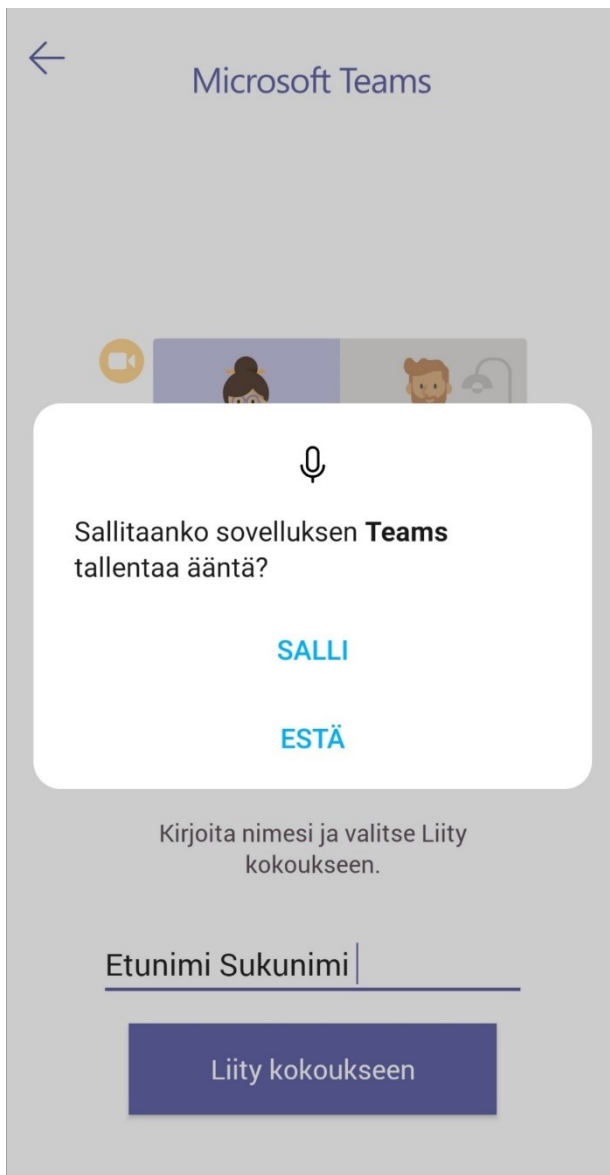 Microsoft Teams
Sallitaanko sovelluksen Teams
tallentaa ääntä?
SALLI
ESTÄ
Kirjoita nimesi ja valitse Liity
kokoukseen.
Etunimi Sukunimi
Liity kokoukseen